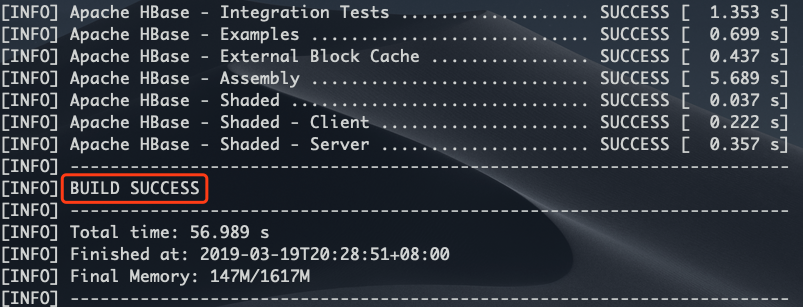 [INFO] Apache HBase - Integration Tests ................... SUCCESS [  1.353 s]
[INFO] Apache HBase - Examples ............................ SUCCESS [  0.699 s]
[INFO] Apache HBase - External Block Cache ................ SUCCESS [  0.437 s]
[INFO] Apache HBase - Assembly ............................ SUCCESS [  5.689 s]
[INFO] Apache HBase - Shaded .............................. SUCCESS [  0.037 s]
[INFO] Apache HBase - Shaded - Client ..................... SUCCESS [  0.222 s]
[INFO] Apache HBase - Shaded - Server ..................... SUCCESS [  0.357 s]
[INFO] ------------------------------------------------------------------------
[INFO] BUILD SUCCESS
[INFO] ------------------------------------------------------------------------
[INFO] Total time: 56.989 s
[INFO] Finished at: 2019-03-19T20:28:51+08:00
[INFO] Final Memory: 147M/1617M
[INFO] ------------------------------------------------------------------------